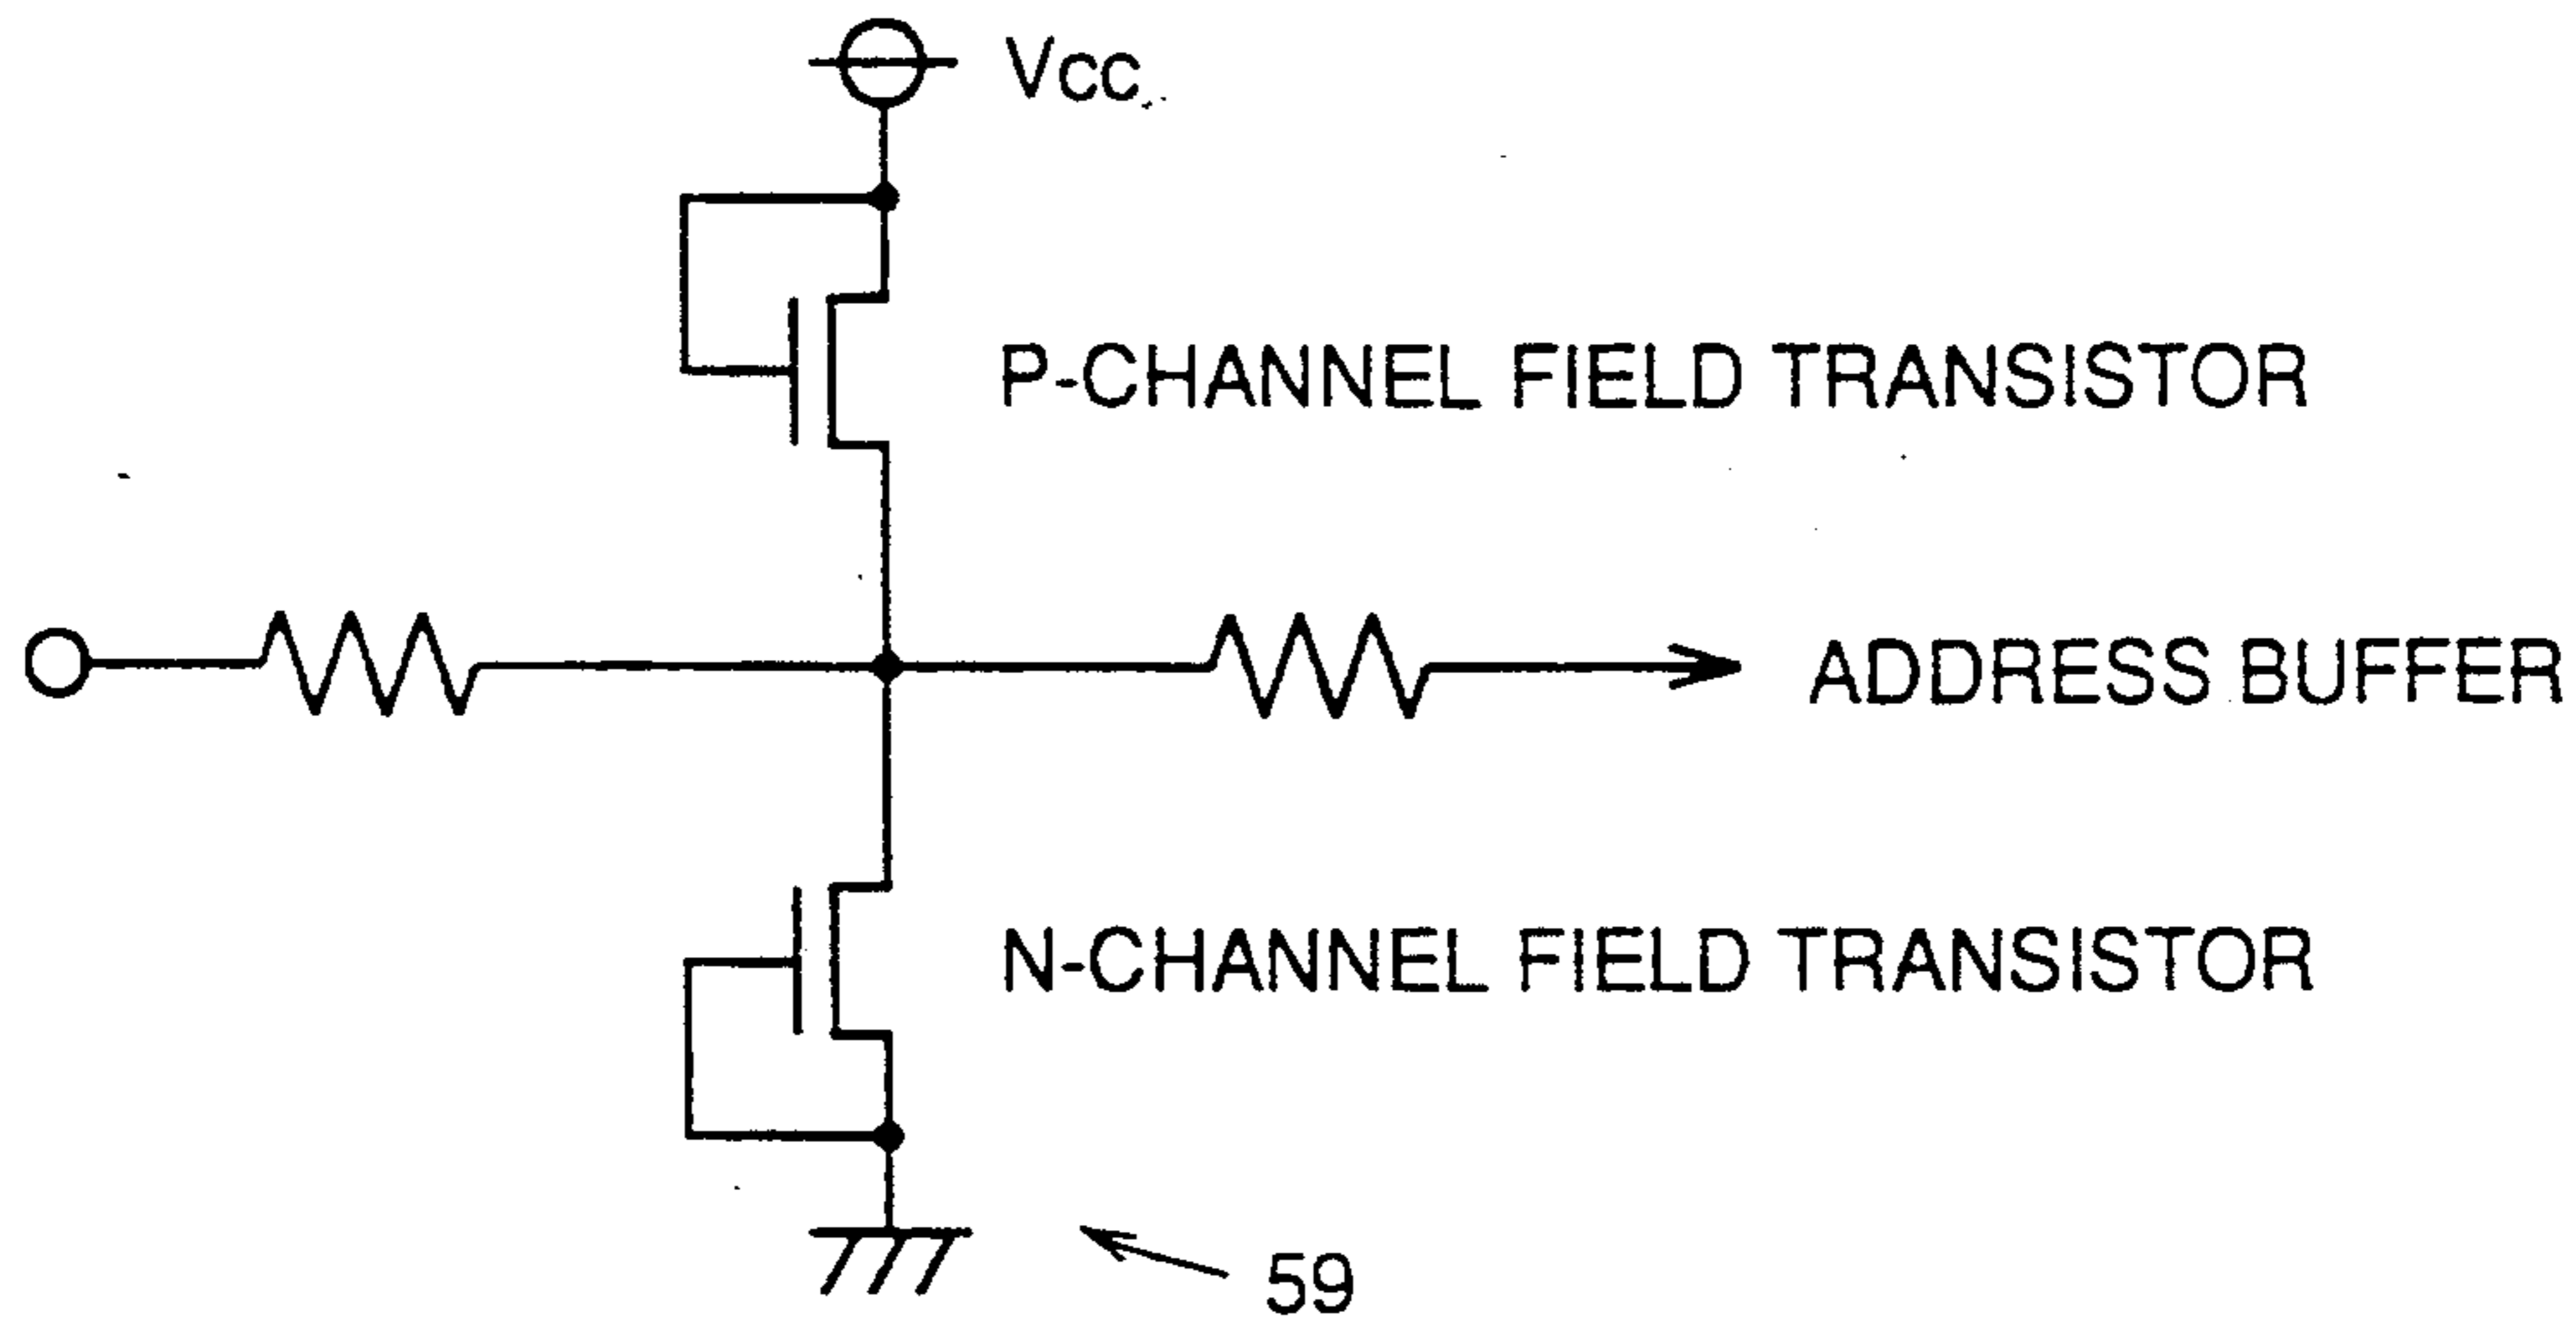 Vcc
P-CHANNEL FIELD TRANSISTOR
ADDRESS BUFFER
N-CHANNEL FIELD TRANSISTOR
59